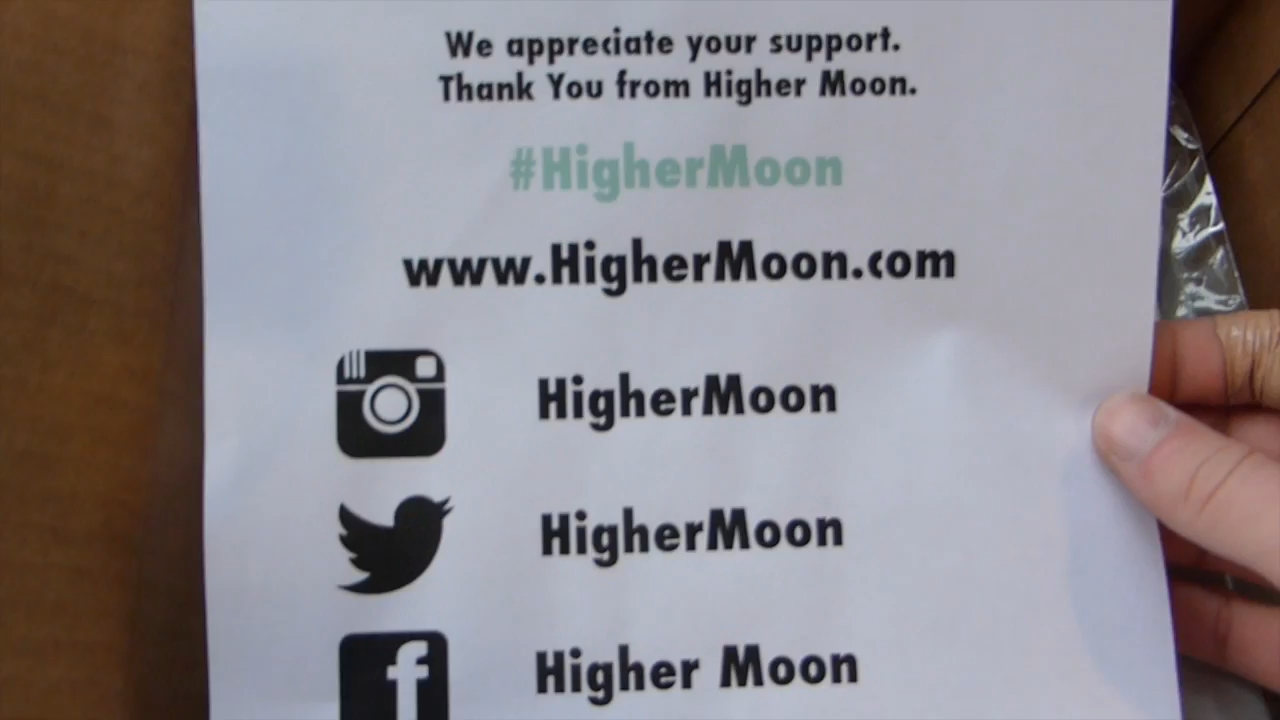 We appreciate your support.
Thank You from Higher Moon.
#HigherMoon
www.HigherMoon.com
HigherMoon
HigherMoon
Higher Moon